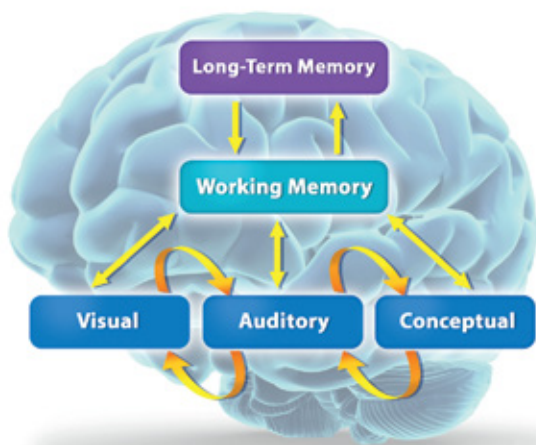 Long-Term Memory
Working Memory
Visual
Auditory
Conceptual